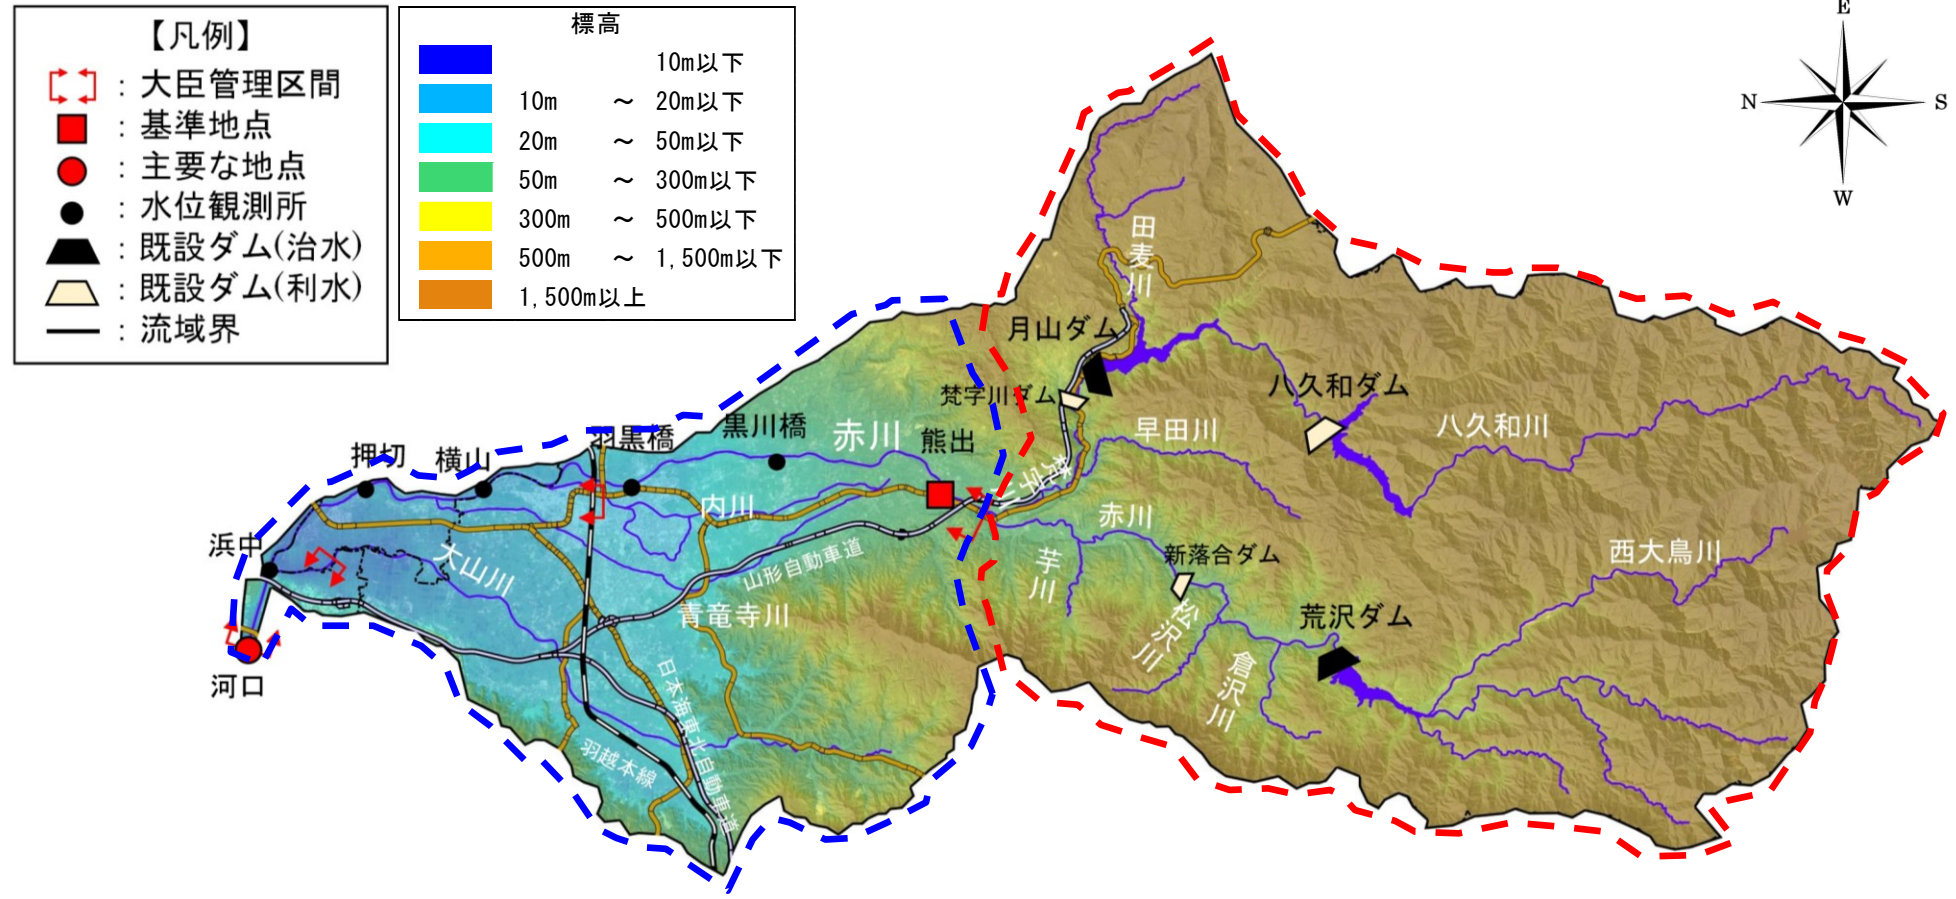 【凡例】
：大臣管理区間
：基準地点
：主要な地点
：水位観測所
：既設ダム(治水)
：既設ダム(利水)
：流域界
標高
10m以下
10m ～ 20m以下
20m ～ 50m以下
50m ～ 300m以下
300m ～ 500m以下
500m ～ 1,500m以下
1,500m以上
E
N
S
W
田麦川
月山ダム
梵字川ダム
八久和ダム
八久和川
早田川
梵字川
赤川
熊出
黒川橋
羽黒橋
横山
押切
内川
浜中
大山川
山形自動車道
青竜寺川
河口
日本海東北自動車道
羽越本線
赤川
芋川
新落合ダム
松沢川
倉沢川
荒沢ダム
西大鳥川